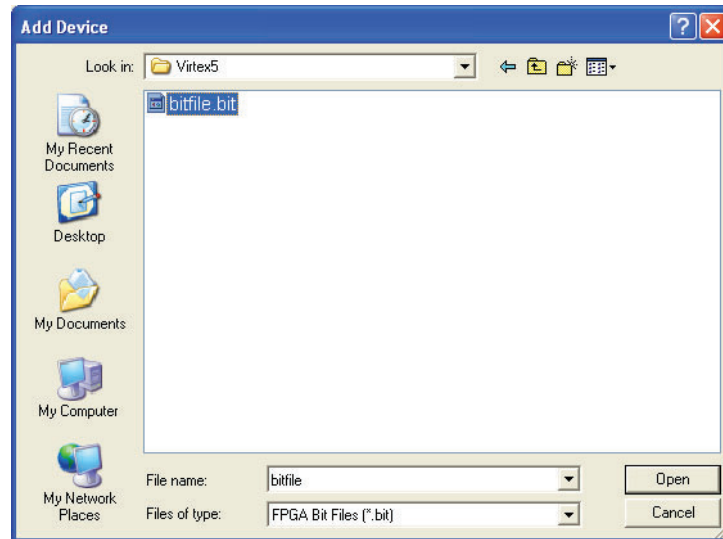 Add Device
Look in:
Virtex5
bitfile.bit
My Recent
Documents
Desktop
My Documents
My Computer
My Network
Places
File name:
bitfile
Open
Files of type:
FPGA Bit Files (*.bit)
Cancel